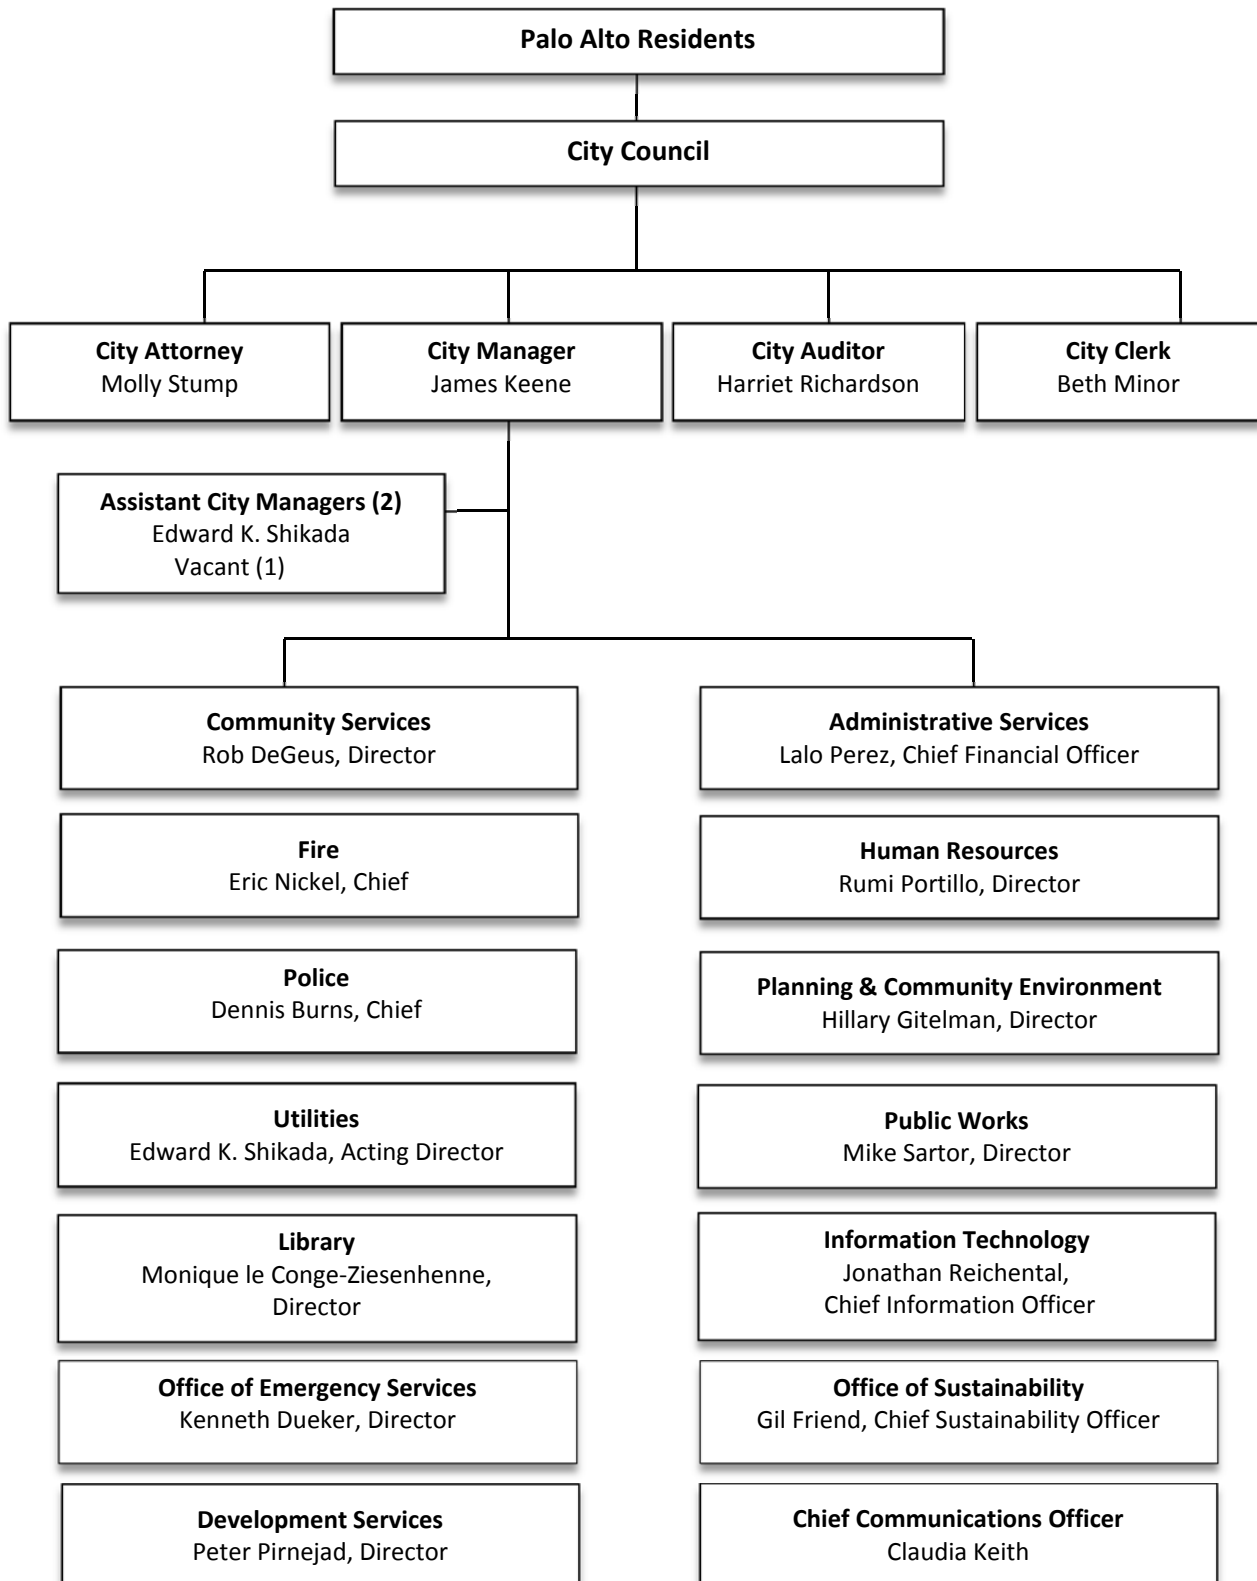 Palo Alto Residents
City Council
City Attorney
Molly Stump
City Manager
James Keene
City Auditor
Harriet Richardson
City Clerk
Beth Minor
Assistant City Managers (2)
Edward K. Shikada
Vacant (1)
Community Services
Rob DeGeus, Director
Fire
Eric Nickel, Chief
Police
Dennis Burns, Chief
Utilities
Edward K. Shikada, Acting Director
Library
Monique le Conge-Ziesenhenne,
Director
Office of Emergency Services
Kenneth Dueker, Director
Development Services
Peter Pirnejad, Director
Administrative Services
Lalo Perez, Chief Financial Officer
Human Resources
Rumi Portillo, Director
Planning & Community Environment
Hillary Gitelman, Director
Public Works
Mike Sartor, Director
Information Technology
Jonathan Reichental,
Chief Information Officer
Office of Sustainability
Gil Friend, Chief Sustainability Officer
Chief Communications Officer
Claudia Keith